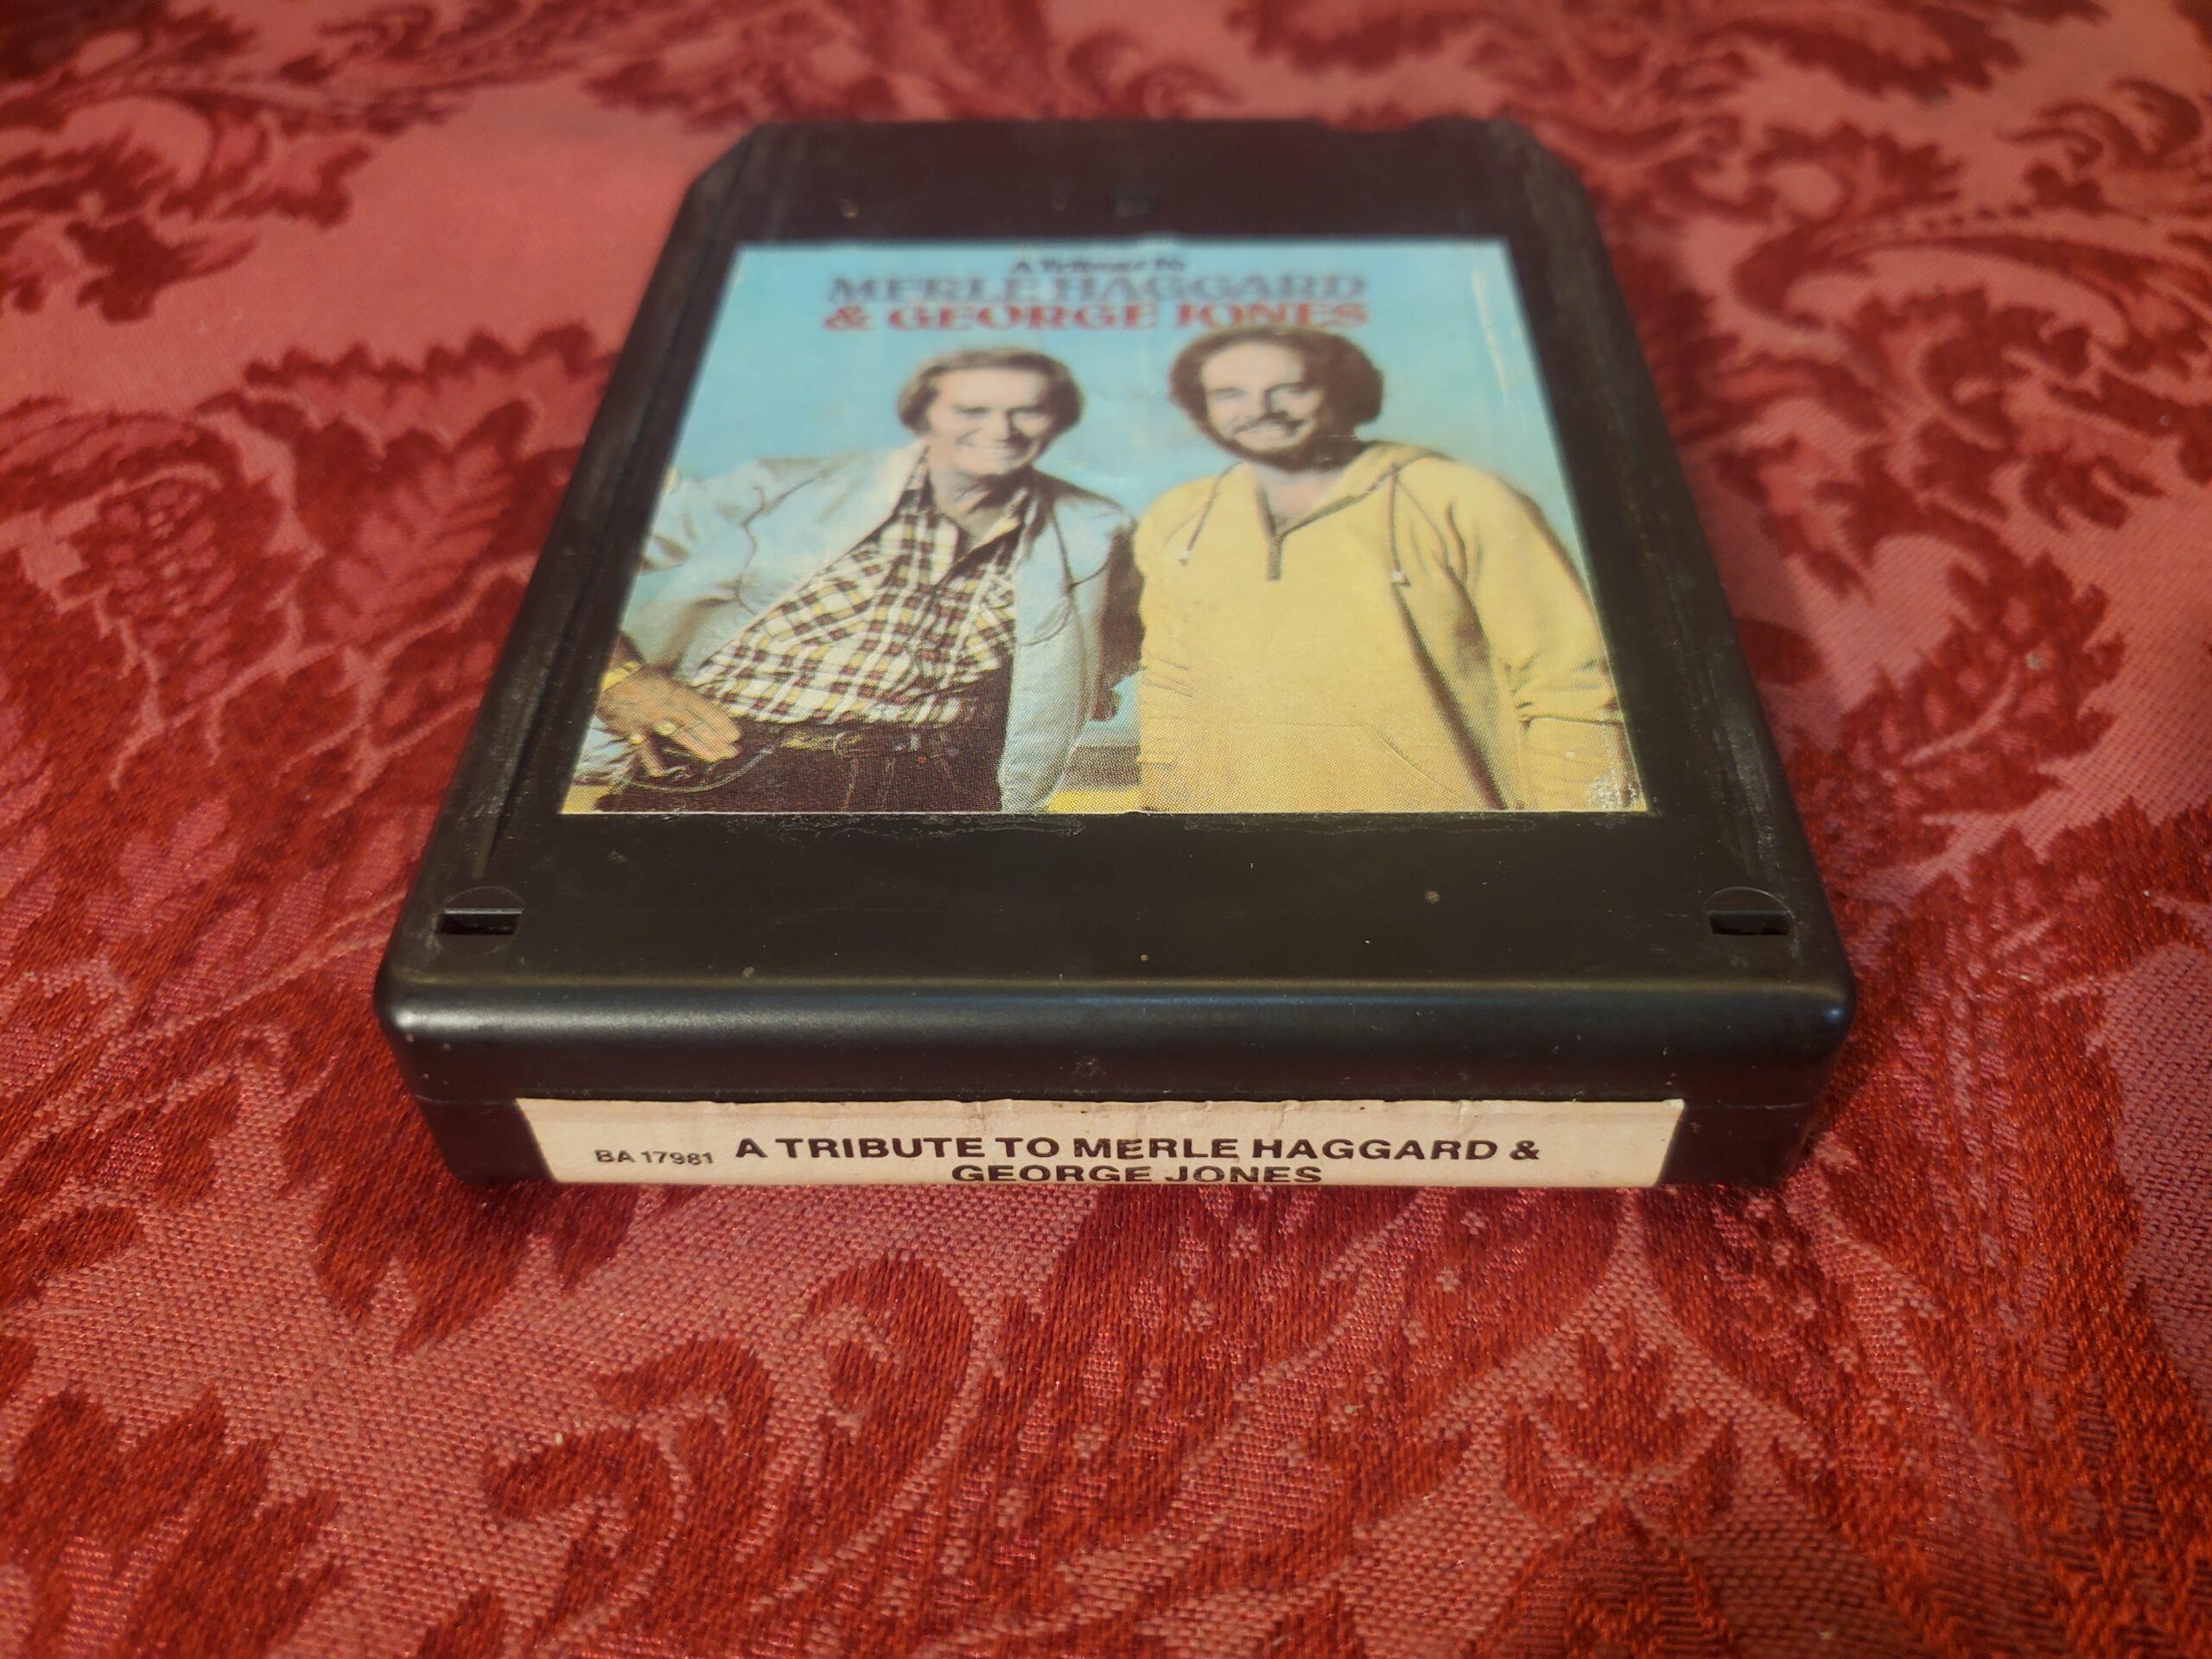 A Tribute to
MERLE HAGGARD
& GEORGE JONES
BA 17981 A TRIBUTE TO MERLE HAGGARD &
GEORGE JONES